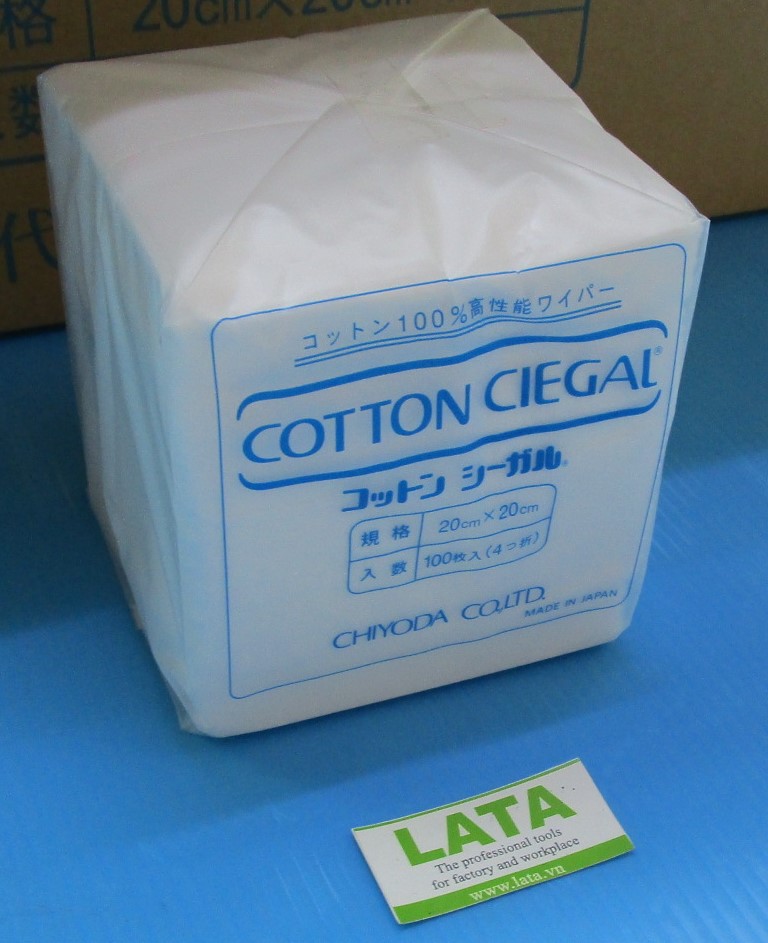 格 20cm×20cm
数
代
コットン100%高性能ワイパー
COTTON CIEGAL®
コットン シーガル®
規格 20cm×20cm
入数 100枚入(4つ折)
CHIYODA CO.,LTD. MADE IN JAPAN
LATA
The professional tools
for factory and workplace
www.lata.vn